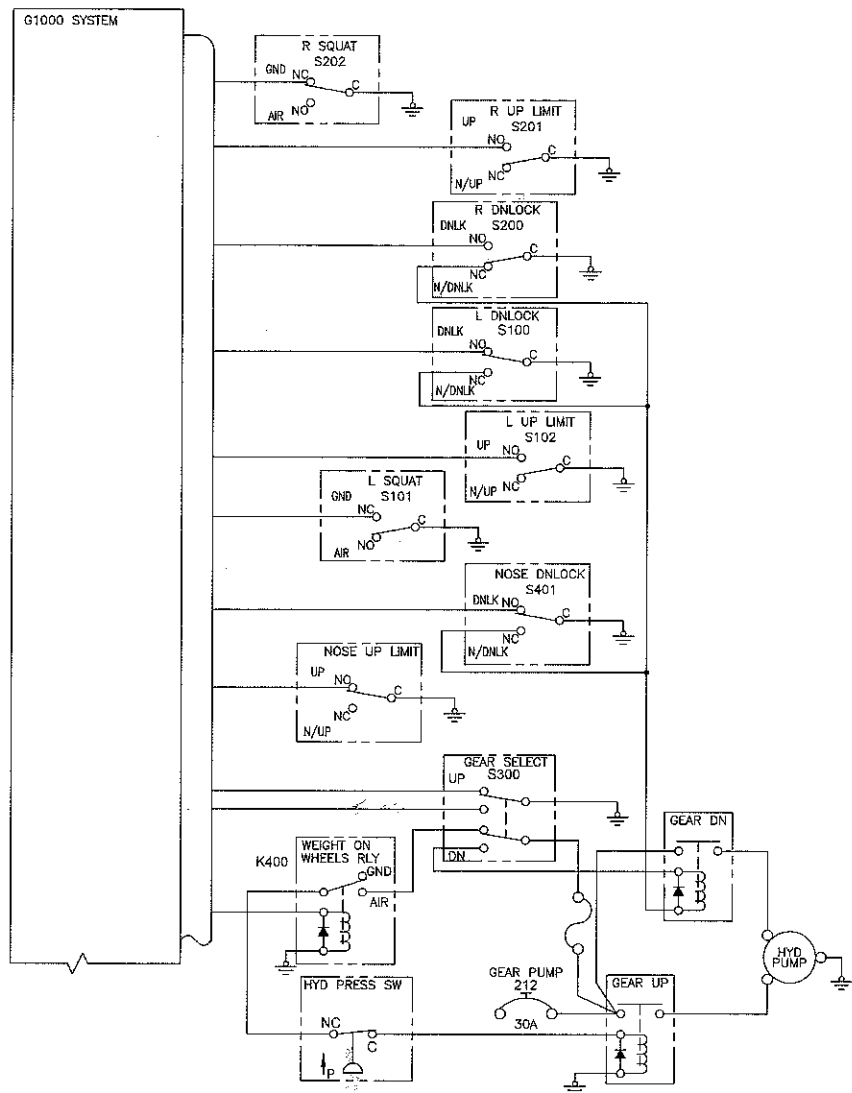 G1000 SYSTEM
R SQUAT
S202
GND NC
C
AIR NO
R UP LIMIT
UP S201
NO
C
NC
N/UP
R DNLOCK
DNLK S200
NO
C
NC
N/DNLK
L DNLOCK
DNLK S100
NO
C
NC
N/DNLK
L UP LIMIT
UP S102
NO
C
N/UP NC
L SQUAT
GND S101
NC
C
NO
AIR
NOSE DNLOCK
S401
DNLK NO
C
NC
N/DNLK
NOSE UP LIMIT
UP
NO
C
NC
N/UP
GEAR SELECT
UP S300
DN
GEAR DN
K400
WEIGHT ON
WHEELS RLY
GND
AIR
HYD
PUMP
HYD PRESS SW
NC
C
P
GEAR PUMP
212
30A
GEAR UP